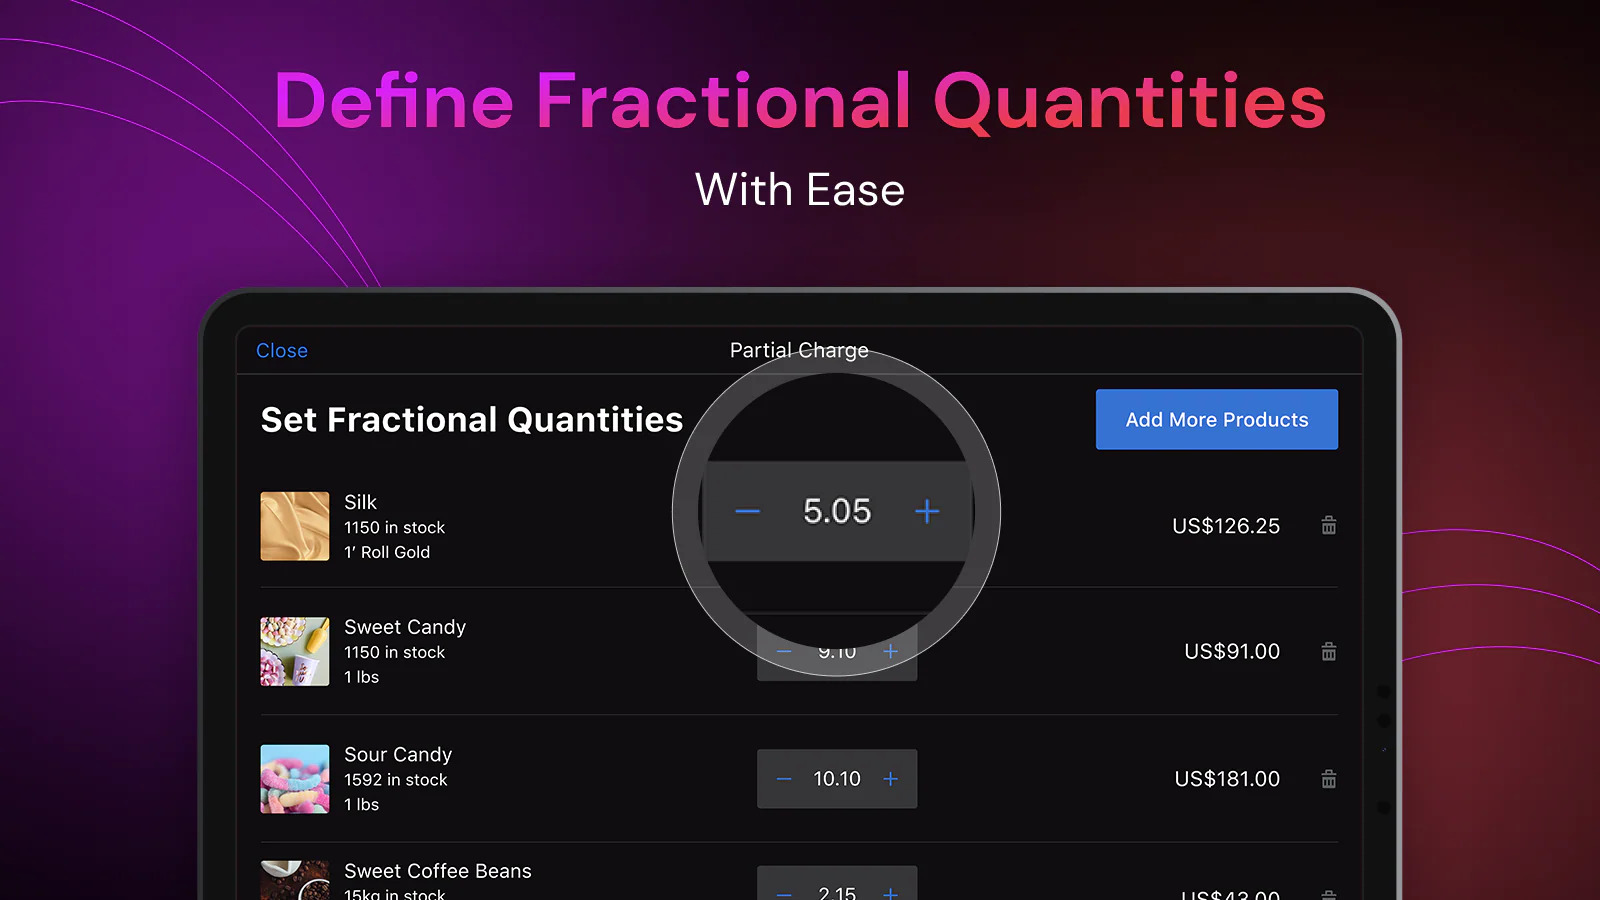 Define Fractional Quantities
With Ease
Close
Partial Charge
Set Fractional Quantities
Add More Products
Silk
1150 in stock
1’ Roll Gold
− 5.05 +
US$126.25
Sweet Candy
1150 in stock
1 lbs
− 9.10 +
US$91.00
Sour Candy
1592 in stock
1 lbs
− 10.10 +
US$181.00
Sweet Coffee Beans
15kg in stock
− 2.15 +
US$43.00